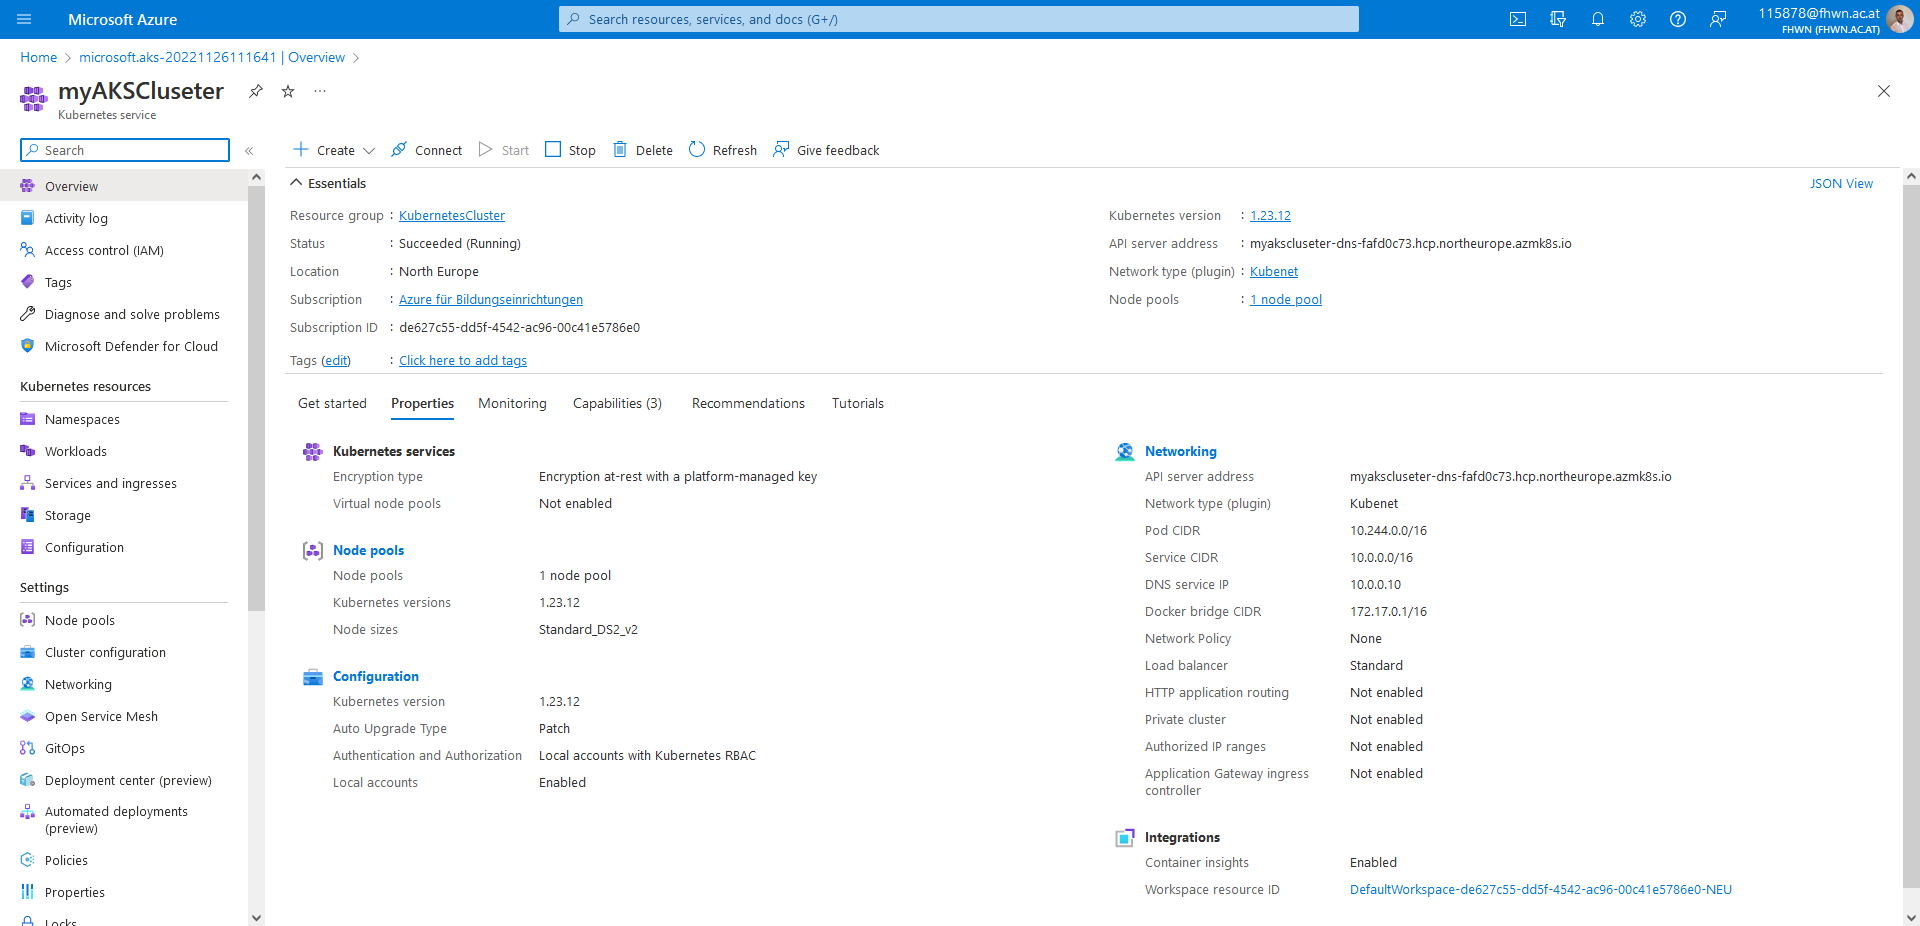 Microsoft Azure
Search resources, services, and docs (G+/)
115878@fhwn.ac.at
FHWN (FHWN.AC.AT)
Home > microsoft.aks-20221126111641 | Overview >
myAKSCluseter
Kubernetes service
Search
Create
Connect
Start
Stop
Delete
Refresh
Give feedback
Overview
Activity log
Access control (IAM)
Tags
Diagnose and solve problems
Microsoft Defender for Cloud
Kubernetes resources
Namespaces
Workloads
Services and ingresses
Storage
Configuration
Settings
Node pools
Cluster configuration
Networking
Open Service Mesh
GitOps
Deployment center (preview)
Automated deployments
(preview)
Policies
Properties
Locks
Essentials
JSON View
Resource group : KubernetesCluster
Status : Succeeded (Running)
Location : North Europe
Subscription : Azure für Bildungseinrichtungen
Subscription ID : de627c55-dd5f-4542-ac96-00c41e5786e0
Tags (edit) : Click here to add tags
Kubernetes version : 1.23.12
API server address : myakscluseter-dns-fafd0c73.hcp.northeurope.azmk8s.io
Network type (plugin) : Kubenet
Node pools : 1 node pool
Get started
Properties
Monitoring
Capabilities (3)
Recommendations
Tutorials
Kubernetes services
Encryption type Encryption at-rest with a platform-managed key
Virtual node pools Not enabled
Node pools
Node pools 1 node pool
Kubernetes versions 1.23.12
Node sizes Standard_DS2_v2
Configuration
Kubernetes version 1.23.12
Auto Upgrade Type Patch
Authentication and Authorization Local accounts with Kubernetes RBAC
Local accounts Enabled
Networking
API server address myakscluseter-dns-fafd0c73.hcp.northeurope.azmk8s.io
Network type (plugin) Kubenet
Pod CIDR 10.244.0.0/16
Service CIDR 10.0.0.0/16
DNS service IP 10.0.0.10
Docker bridge CIDR 172.17.0.1/16
Network Policy None
Load balancer Standard
HTTP application routing Not enabled
Private cluster Not enabled
Authorized IP ranges Not enabled
Application Gateway ingress Not enabled
controller
Integrations
Container insights Enabled
Workspace resource ID DefaultWorkspace-de627c55-dd5f-4542-ac96-00c41e5786e0-NEU